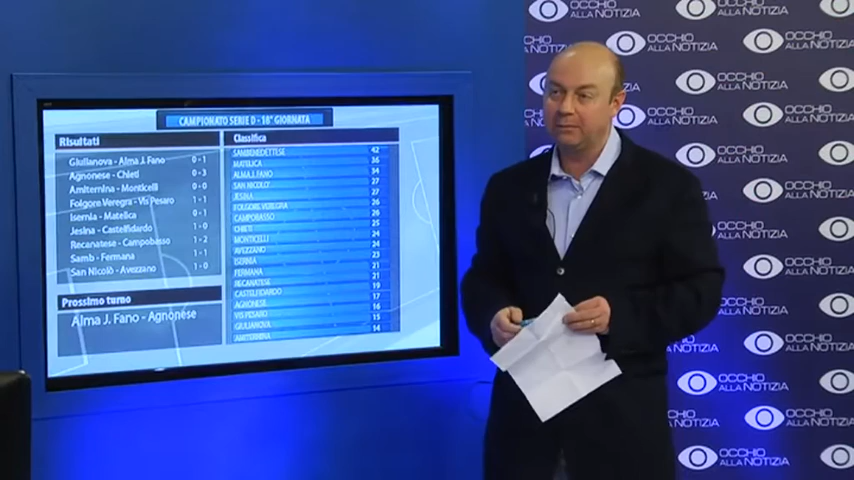 CAMPIONATO SERIE D - 18ª GIORNATA
Risultati
Giulianova - Alma J. Fano 0-1
Agnonese - Chieti 0-3
Amiternina - Monticelli 0-0
Folgore Veregra - Vis Pesaro 1-1
Isernia - Matelica 0-1
Jesina - Castelfidardo 1-0
Recanatese - Campobasso 1-2
Samb - Fermana 1-1
San Nicolò - Avezzano 1-0
Prossimo turno
Alma J. Fano - Agnonese
Classifica
SAMBENEDETTESE 42
MATELICA 36
ALMA J. FANO 34
SAN NICOLO' 27
JESINA 27
FOLGORE VEREGRA 26
CAMPOBASSO 26
CHIETI 25
MONTICELLI 24
AVEZZANO 24
ISERNIA 23
FERMANA 21
RECANATESE 21
CASTELFIDARDO 19
AGNONESE 17
VIS PESARO 16
GIULIANOVA 15
AMITERNINA 14
OCCHIO
ALLA NOTIZIA